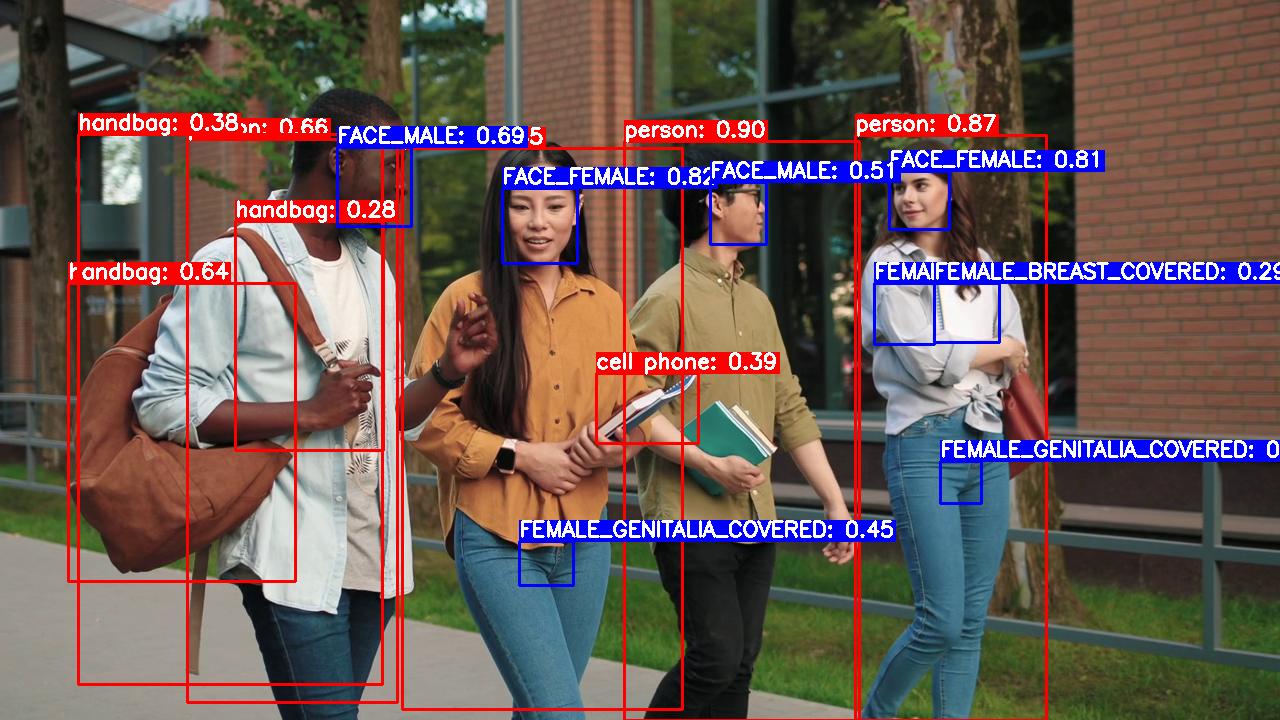 handbag: 0.38
on: 0.66
FACE_MALE: 0.69
5
person: 0.90
person: 0.87
FACE_FEMALE: 0.82
FACE_MALE: 0.51
FACE_FEMALE: 0.81
handbag: 0.28
handbag: 0.64
FEMALE_BREAST_COVERED: 0.29
cell phone: 0.39
FEMALE_GENITALIA_COVERED: 0
FEMALE_GENITALIA_COVERED: 0.45